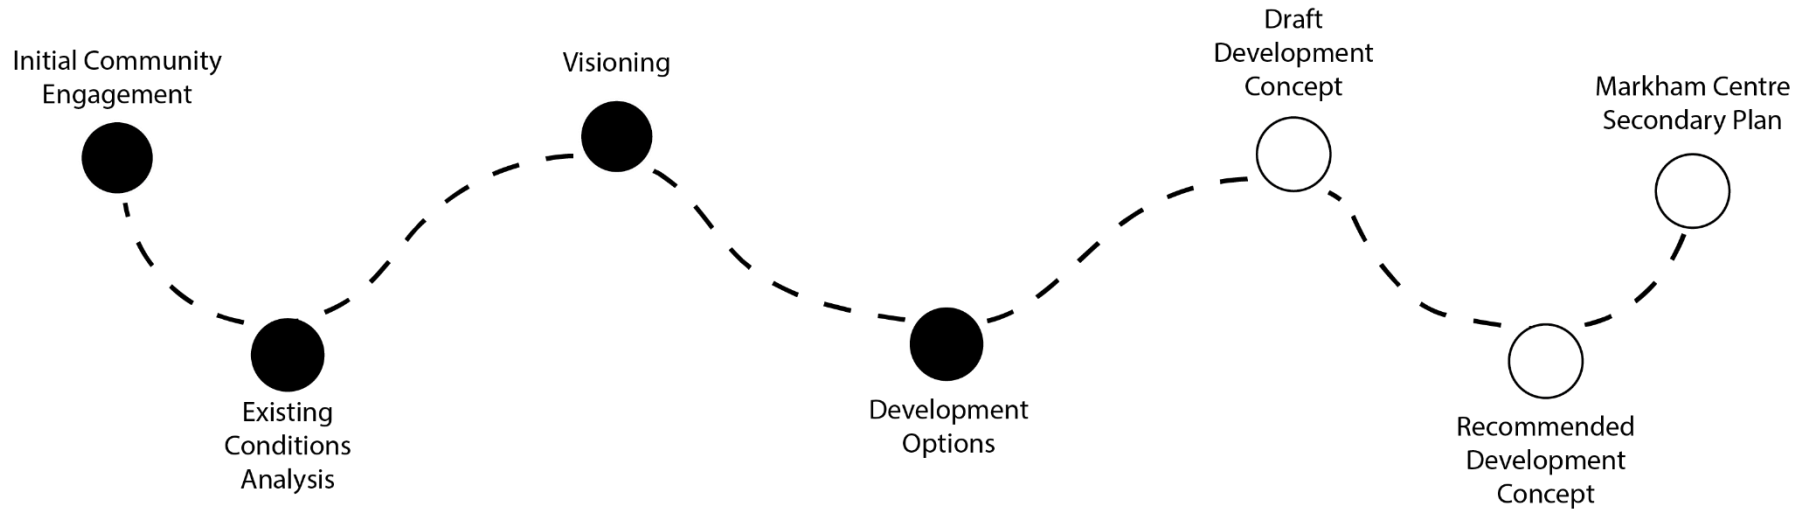 Initial Community
Engagement
Existing
Conditions
Analysis
Visioning
Development
Options
Draft
Development
Concept
Recommended
Development
Concept
Markham Centre
Secondary Plan